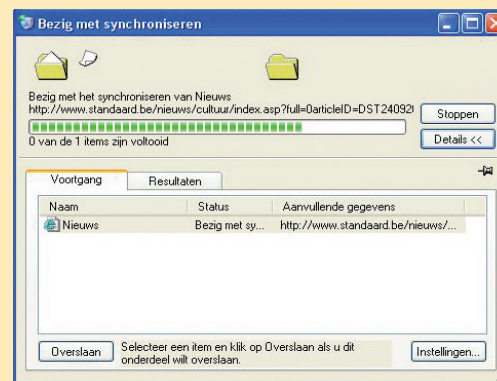 Bezig met synchroniseren
Bezig met het synchroniseren van Nieuws
http://www.standaard.be/nieuws/cultuur/index.asp?full=0articleID=DST24092
Stoppen
0 van de 1 items zijn voltooid
Details <<
Voortgang Resultaten
Naam Status Aanvullende gegevens
Nieuws Bezig met sy... http://www.standaard.be/nieuws/...
Overslaan Selecteer een item en klik op Overslaan als u dit
onderdeel wilt overslaan.
Instellingen...